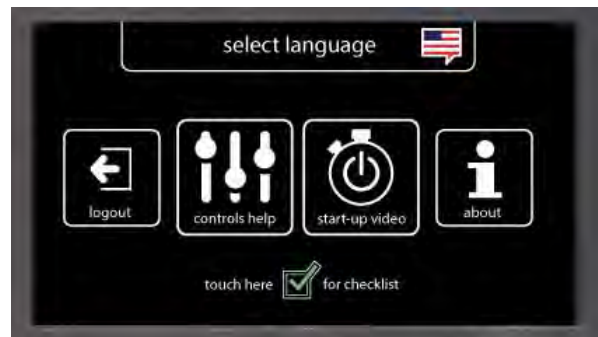 select language
logout
controls help
start-up video
about
touch here for checklist